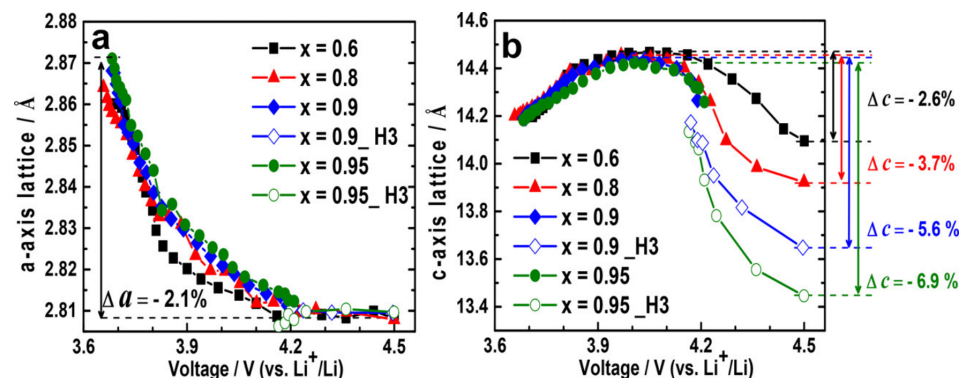 a
2.88
2.87
2.86
2.85
2.84
2.83
2.82
2.81
a-axis lattice / Å
x = 0.6
x = 0.8
x = 0.9
x = 0.9_H3
x = 0.95
x = 0.95_H3
Δa = - 2.1%
3.6 3.9 4.2 4.5
Voltage / V (vs. Li+/Li)
b
14.6
14.4
14.2
14.0
13.8
13.6
13.4
c-axis lattice / Å
x = 0.6
x = 0.8
x = 0.9
x = 0.9 _H3
x = 0.95
x = 0.95 _H3
3.6 3.9 4.2 4.5
Voltage / V (vs. Li+/Li)
Δc = - 2.6%
Δc = - 3.7%
Δc = - 5.6 %
Δc = - 6.9 %